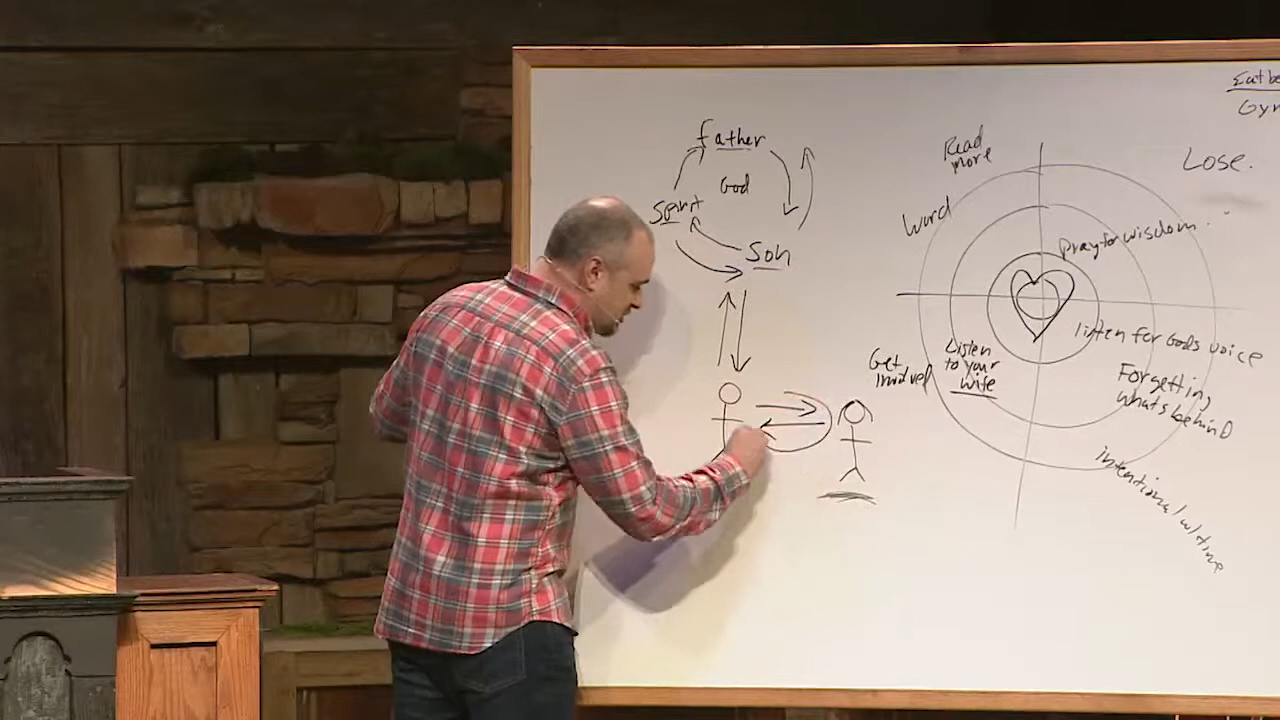 Father
God
Spirit
Son
Read
more
Word
Lose.
pray for wisdom..
listen for Gods voice
Get
involved
Listen
to your
wife
Forgetting
whats behind
intentional w/time